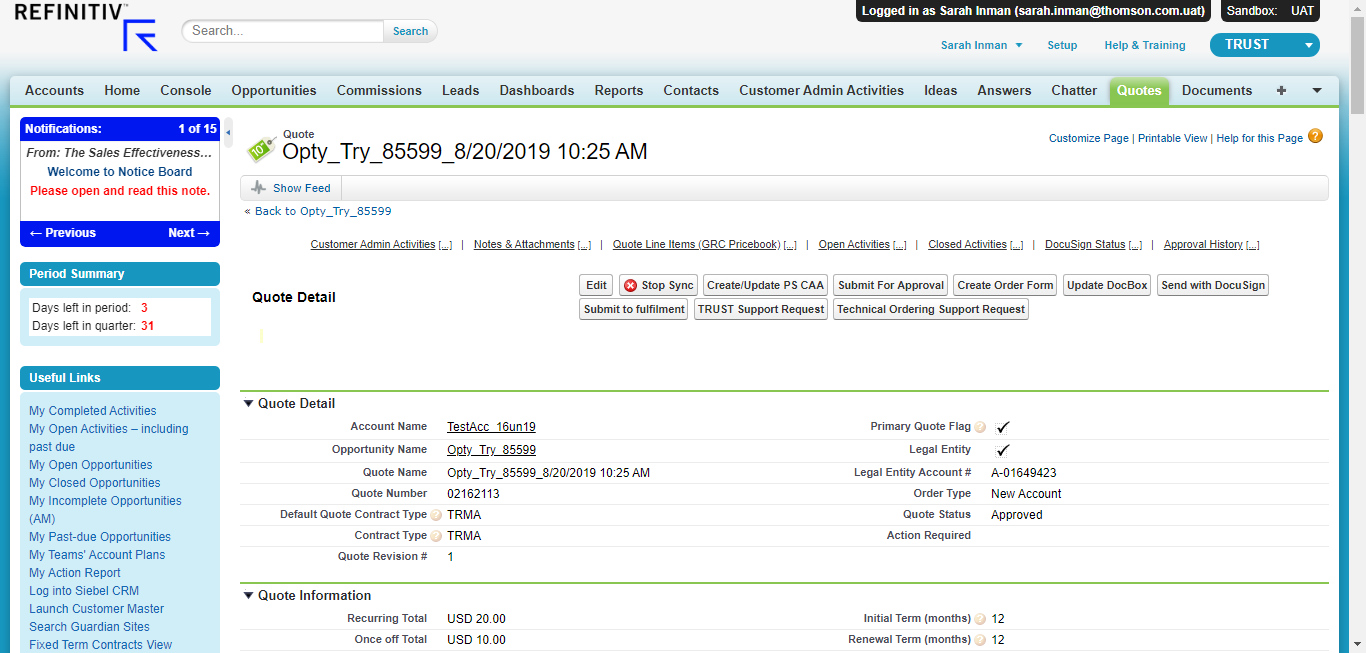 REFINITIV™
Search...
Search
Logged in as Sarah Inman (sarah.inman@thomson.com.uat)
Sandbox: UAT
Sarah Inman
Setup
Help & Training
TRUST
Accounts Home Console Opportunities Commissions Leads Dashboards Reports Contacts Customer Admin Activities Ideas Answers Chatter Quotes Documents +
Notifications: 1 of 15
From: The Sales Effectiveness...
Welcome to Notice Board
Please open and read this note.
← Previous Next →
Period Summary
Days left in period: 3
Days left in quarter: 31
Useful Links
My Completed Activities
My Open Activities – including
past due
My Open Opportunities
My Closed Opportunities
My Incomplete Opportunities
(AM)
My Past-due Opportunities
My Teams' Account Plans
My Action Report
Log into Siebel CRM
Launch Customer Master
Search Guardian Sites
Fixed Term Contracts View
10%
Quote
Opty_Try_85599_8/20/2019 10:25 AM
Customize Page | Printable View | Help for this Page ?
Show Feed
« Back to Opty_Try_85599
Customer Admin Activities [...] | Notes & Attachments [...] | Quote Line Items (GRC Pricebook) [...] | Open Activities [...] | Closed Activities [...] | DocuSign Status [...] | Approval History [...]
Quote Detail
Edit Stop Sync Create/Update PS CAA Submit For Approval Create Order Form Update DocBox Send with DocuSign
Submit to fulfilment TRUST Support Request Technical Ordering Support Request
Quote Detail
Account Name TestAcc_16un19 Primary Quote Flag ?
Opportunity Name Opty_Try_85599 Legal Entity
Quote Name Opty_Try_85599_8/20/2019 10:25 AM Legal Entity Account # A-01649423
Quote Number 02162113 Order Type New Account
Default Quote Contract Type ? TRMA Quote Status Approved
Contract Type ? TRMA Action Required
Quote Revision # 1
Quote Information
Recurring Total USD 20.00 Initial Term (months) ? 12
Once off Total USD 10.00 Renewal Term (months) ? 12